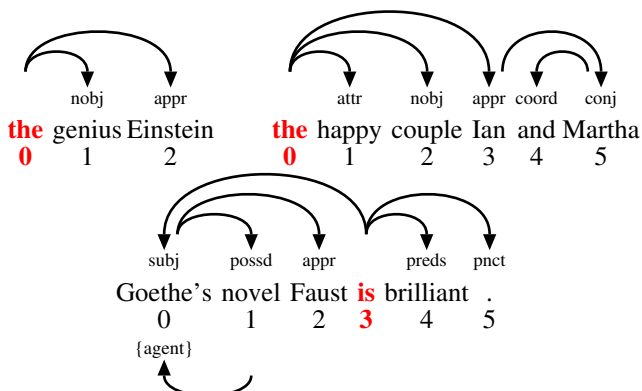 nobj appr
the genius Einstein
0 1 2
attr nobj appr coord conj
the happy couple Ian and Martha
0 1 2 3 4 5
subj possd appr preds pnct
Goethe's novel Faust is brilliant .
0 1 2 3 4 5
{agent}